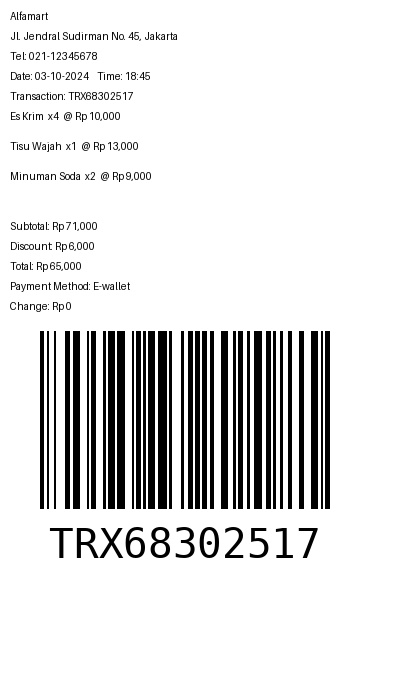 Alfamart
Jl. Jendral Sudirman No. 45, Jakarta
Tel: 021-12345678
Date: 03-10-2024   Time: 18:45
Transaction: TRX68302517
Es Krim  x4  @ Rp 10,000
Tisu Wajah  x1  @ Rp 13,000
Minuman Soda  x2  @ Rp 9,000
Subtotal: Rp 71,000
Discount: Rp 6,000
Total: Rp 65,000
Payment Method: E-wallet
Change: Rp 0
TRX68302517